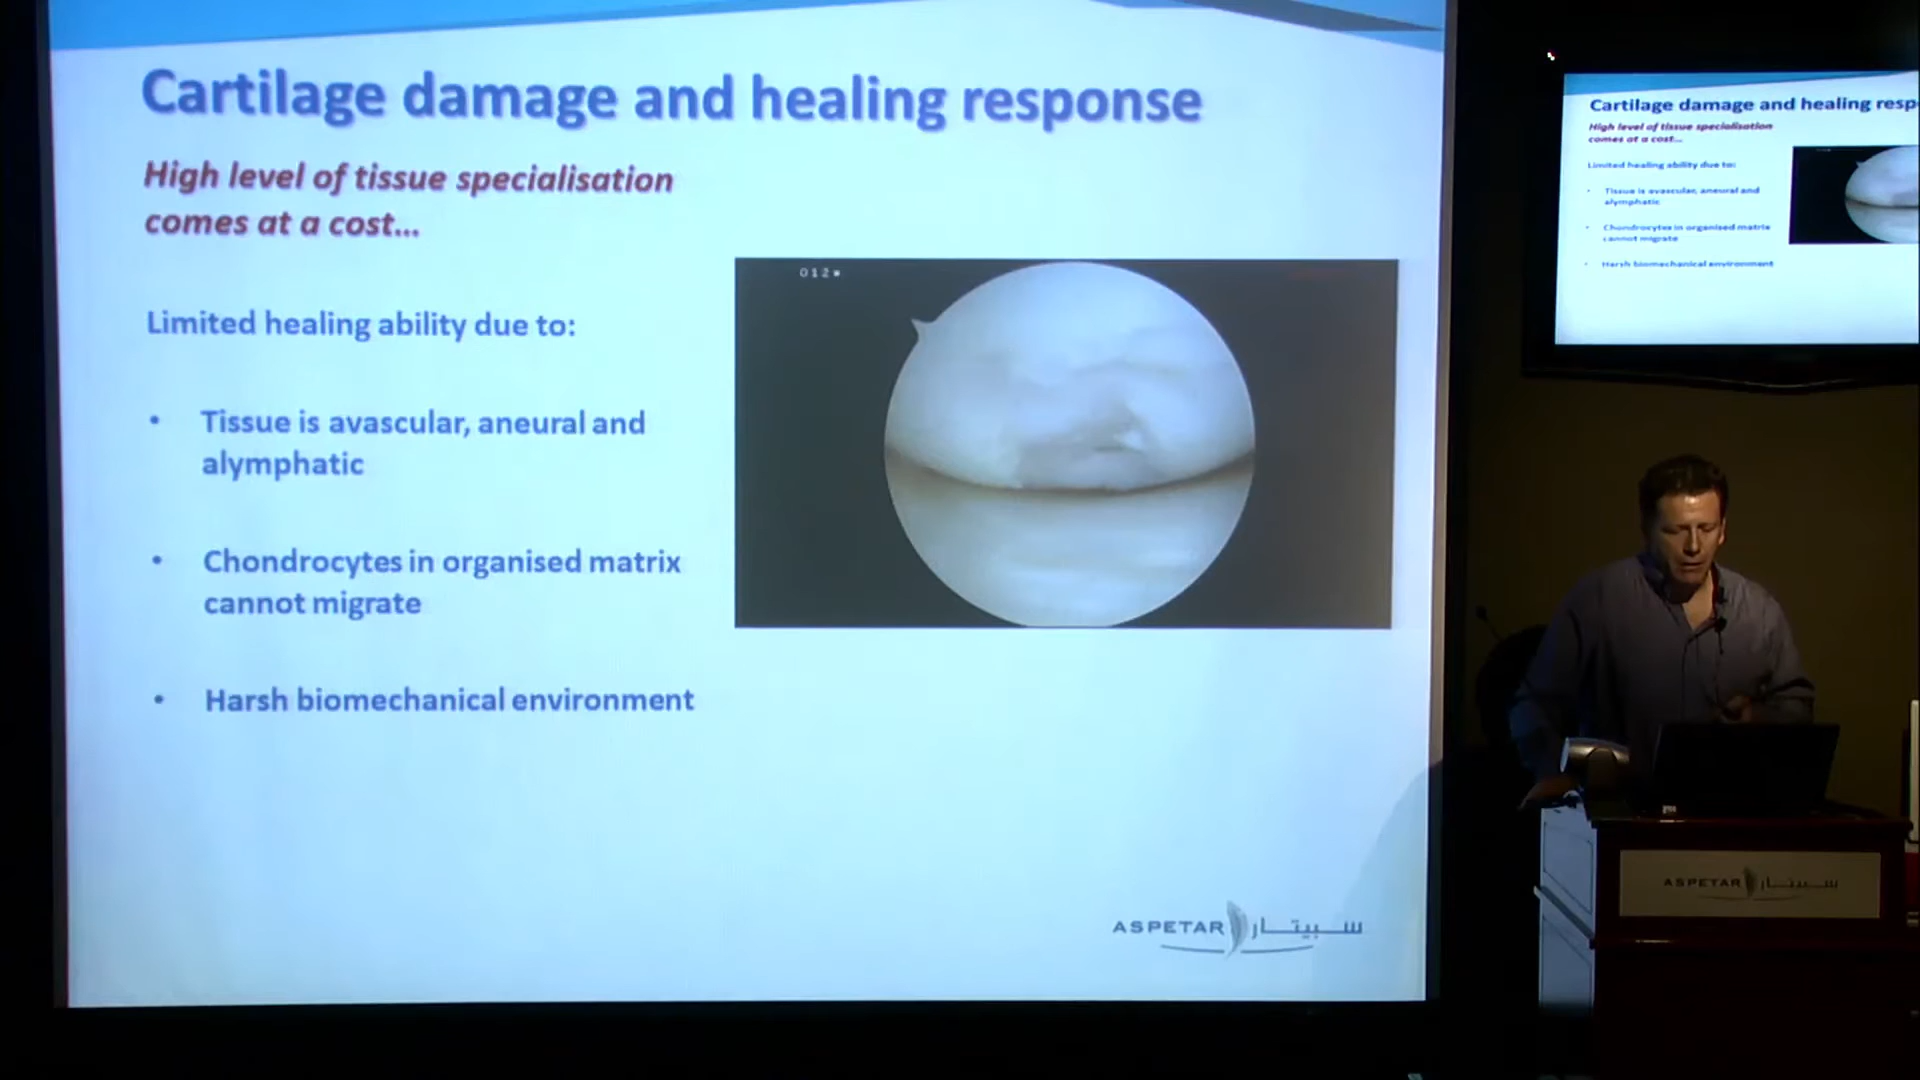 Cartilage damage and healing response
High level of tissue specialisation
comes at a cost...
Limited healing ability due to:
• Tissue is avascular, aneural and
alymphatic
• Chondrocytes in organised matrix
cannot migrate
• Harsh biomechanical environment
012
ASPETAR سبيتار
Cartilage damage and healing resp
High level of tissue specialisation
comes at a cost...
Limited healing ability due to:
• Tissue is avascular, aneural and
alymphatic
• Chondrocytes in organised matrix
cannot migrate
• Harsh biomechanical environment
ASPETAR سبيتار